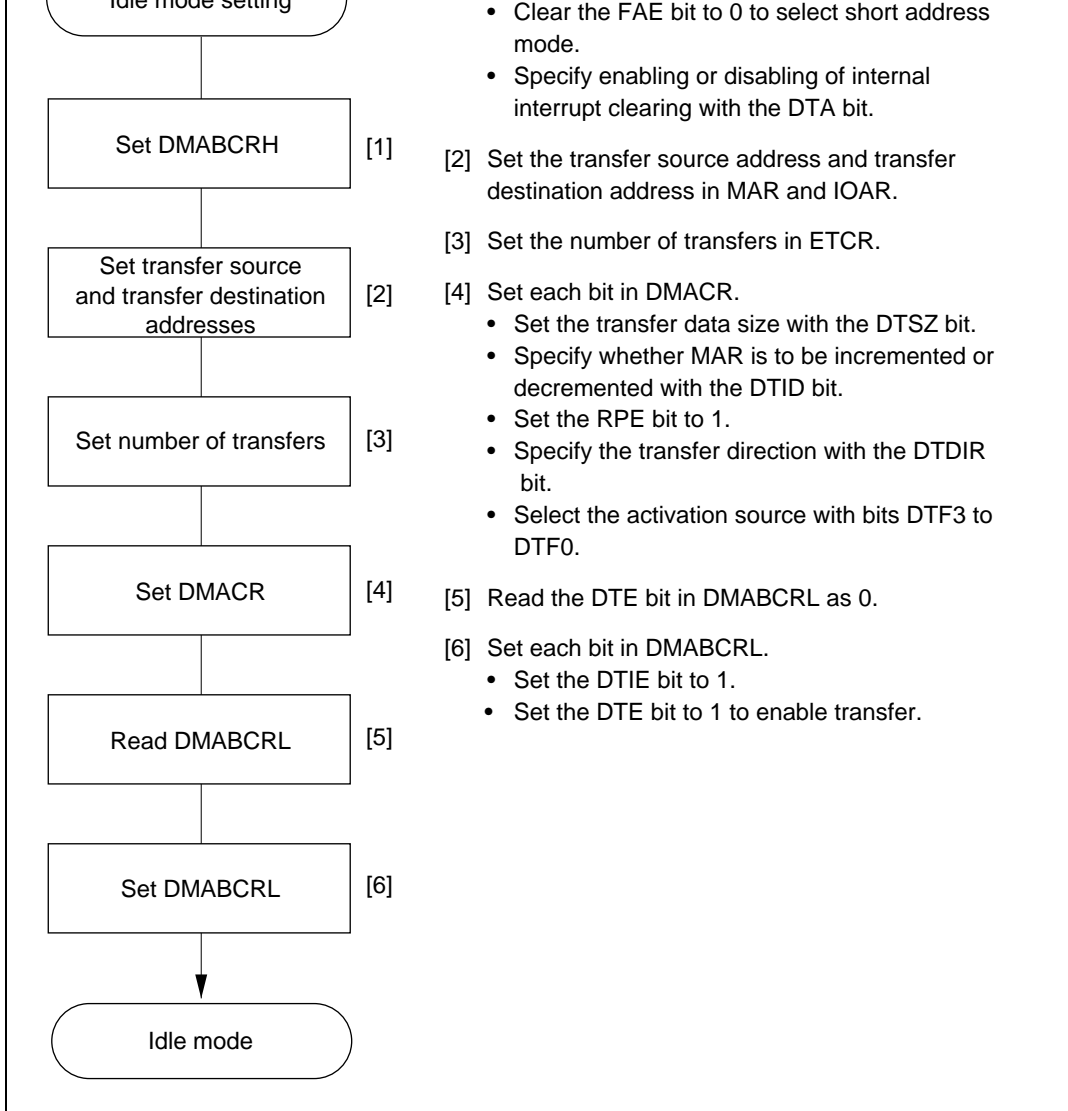 Idle mode setting
• Clear the FAE bit to 0 to select short address
mode.
• Specify enabling or disabling of internal
interrupt clearing with the DTA bit.
Set DMABCRH [1]
[2] Set the transfer source address and transfer
destination address in MAR and IOAR.
[3] Set the number of transfers in ETCR.
Set transfer source
and transfer destination
addresses
[2]
[4] Set each bit in DMACR.
• Set the transfer data size with the DTSZ bit.
• Specify whether MAR is to be incremented or
decremented with the DTID bit.
• Set the RPE bit to 1.
• Specify the transfer direction with the DTDIR
bit.
• Select the activation source with bits DTF3 to
DTF0.
Set number of transfers [3]
Set DMACR [4]
[5] Read the DTE bit in DMABCRL as 0.
[6] Set each bit in DMABCRL.
• Set the DTIE bit to 1.
• Set the DTE bit to 1 to enable transfer.
Read DMABCRL [5]
Set DMABCRL [6]
Idle mode